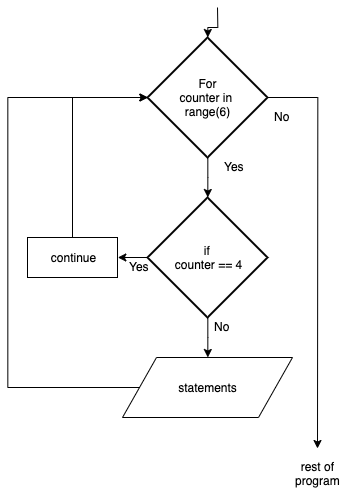 For
counter in
range(6)
No
Yes
if
counter == 4
continue
Yes
No
statements
rest of
program